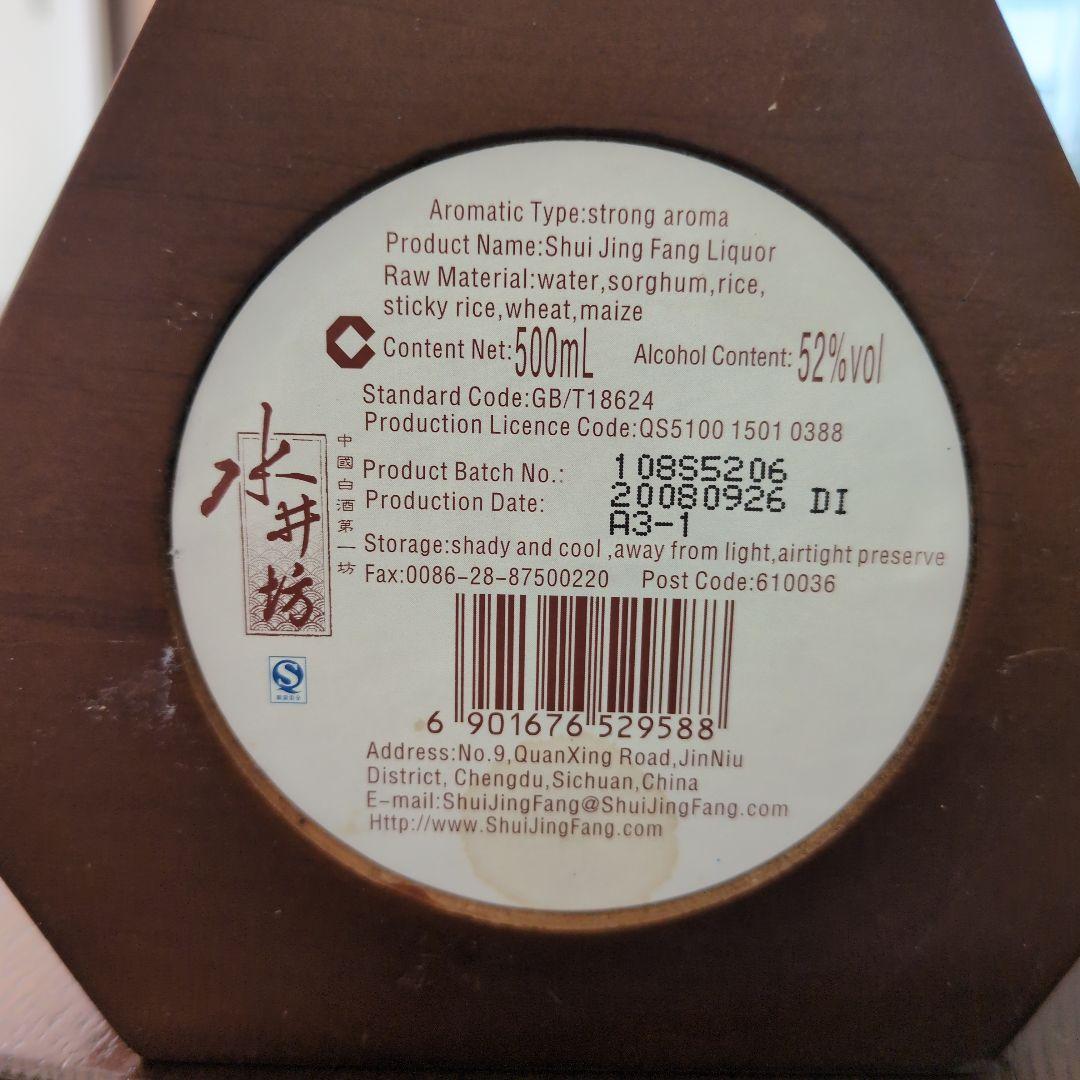 Aromatic Type:strong aroma
Product Name:Shui Jing Fang Liquor
Raw Material:water,sorghum,rice,
sticky rice,wheat,maize
Content Net:500mL Alcohol Content:52%vol
Standard Code:GB/T18624
Production Licence Code:QS5100 1501 0388
Product Batch No.: 108S5206
Production Date: 20080926 DI
A3-1
Storage:shady and cool ,away from light,airtight preserve
Fax:0086-28-87500220 Post Code:610036
水井坊
中國白酒第一坊
S
6 901676 529588
Address:No.9,QuanXing Road,JinNiu
District, Chengdu,Sichuan,China
E-mail:ShuiJingFang@ShuiJingFang.com
Http://www.ShuiJingFang.com